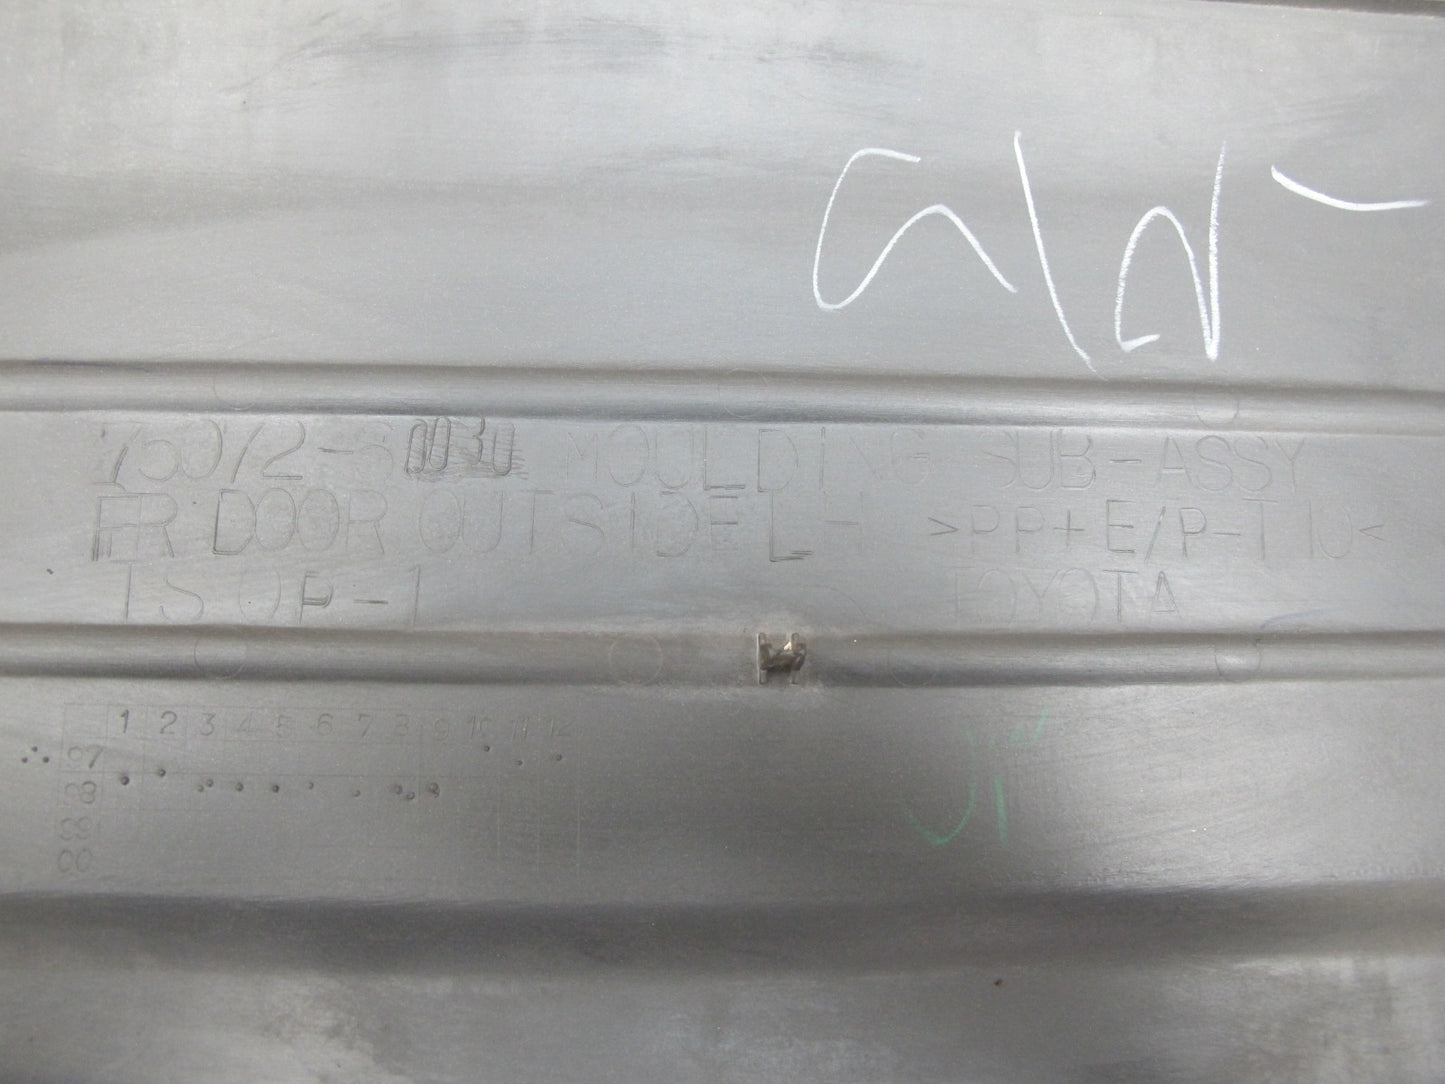 75072-S0030 MOULDING SUB-ASSY
FR DOOR OUTSIDE LH >PP+E/P-T10<
TSOP-1 TOYOTA
1 2 3 4 5 6 7 8 9 10 11 12
97
98
99
00